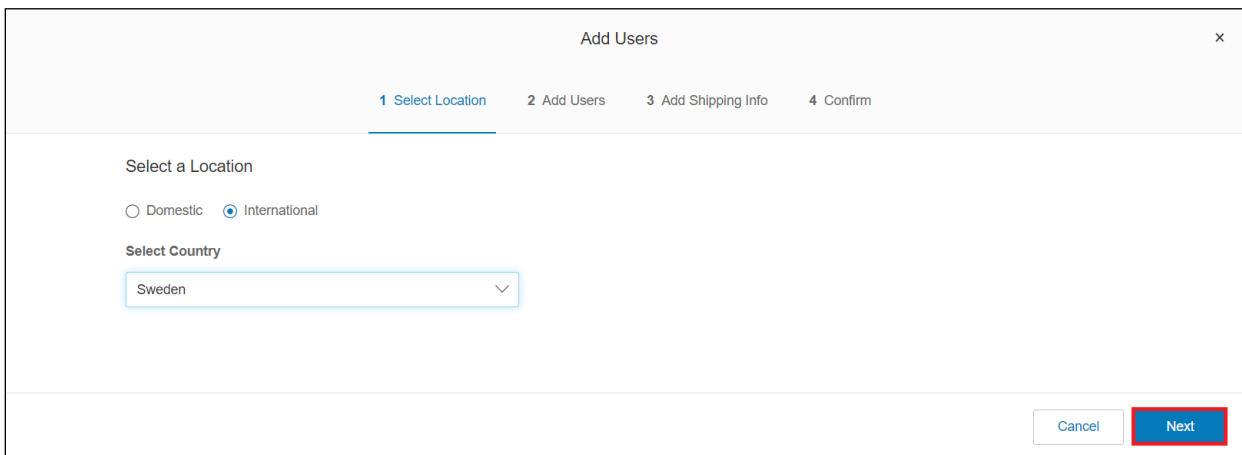 Add Users
×
1 Select Location 2 Add Users 3 Add Shipping Info 4 Confirm
Select a Location
Domestic International
Select Country
Sweden
Cancel Next